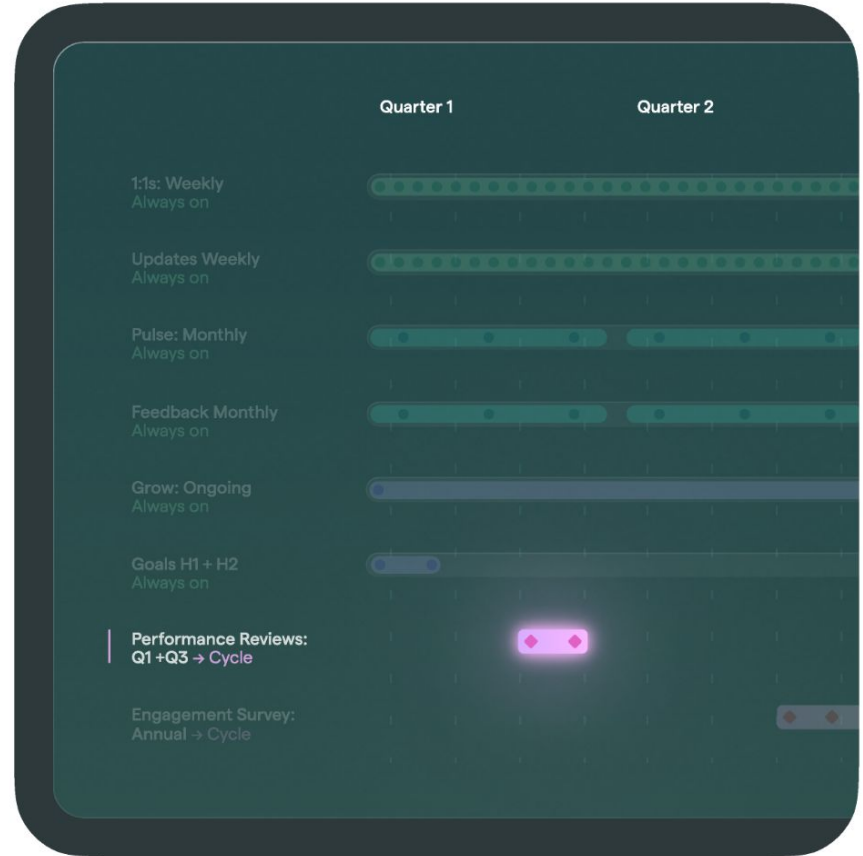 Quarter 1
Quarter 2
1:1s: Weekly
Always on
Updates Weekly
Always on
Pulse: Monthly
Always on
Feedback Monthly
Always on
Grow: Ongoing
Always on
Goals H1 + H2
Always on
Performance Reviews:
Q1 +Q3 → Cycle
Engagement Survey:
Annual → Cycle